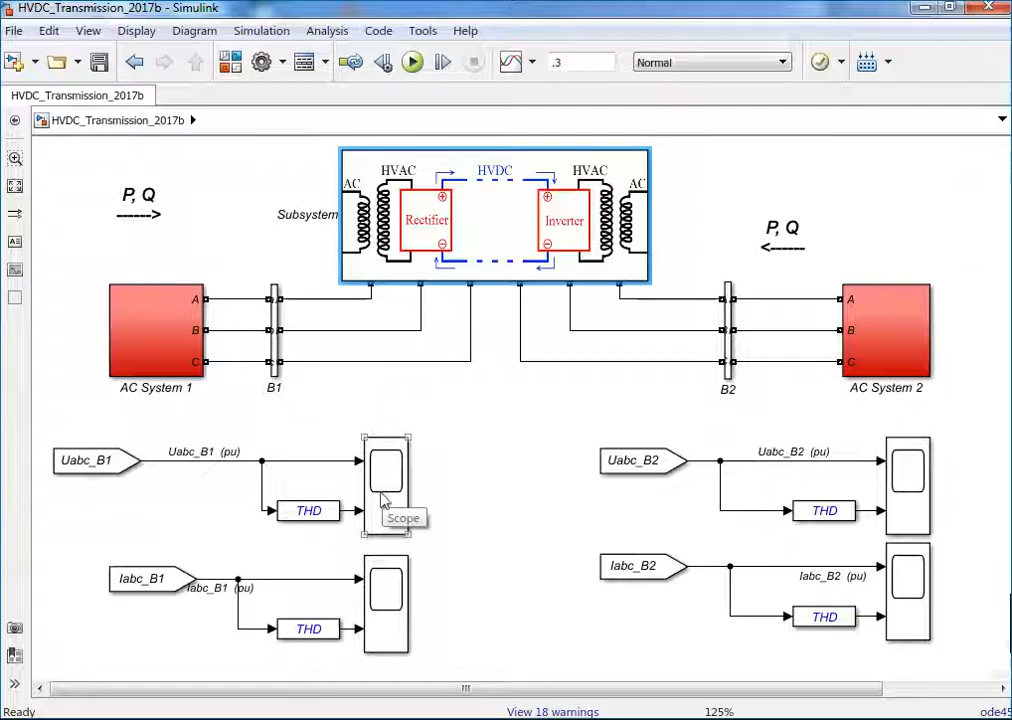 HVDC_Transmission_2017b * - Simulink
File Edit View Display Diagram Simulation Analysis Code Tools Help
.3 Normal
HVDC_Transmission_2017b
HVDC_Transmission_2017b
P, Q
------>
Subsystem
AC HVAC HVDC HVAC AC
Rectifier Inverter
P, Q
<------
A A
B B
C C
AC System 1 B1 B2 AC System 2
Uabc_B1 Uabc_B1 (pu) Uabc_B2 Uabc_B2 (pu)
THD THD
Scope
Iabc_B1 Iabc_B1 (pu) Iabc_B2 Iabc_B2 (pu)
THD THD
Ready View 18 warnings 125% ode45